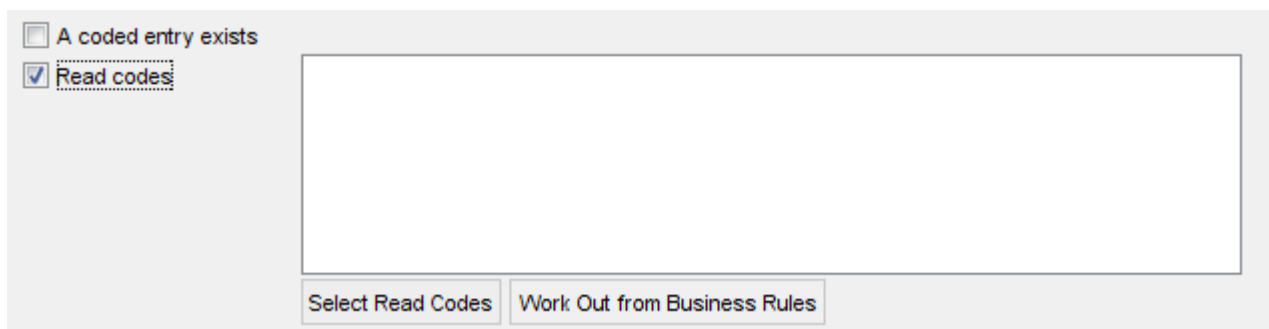 A coded entry exists
Read codes
Select Read Codes
Work Out from Business Rules